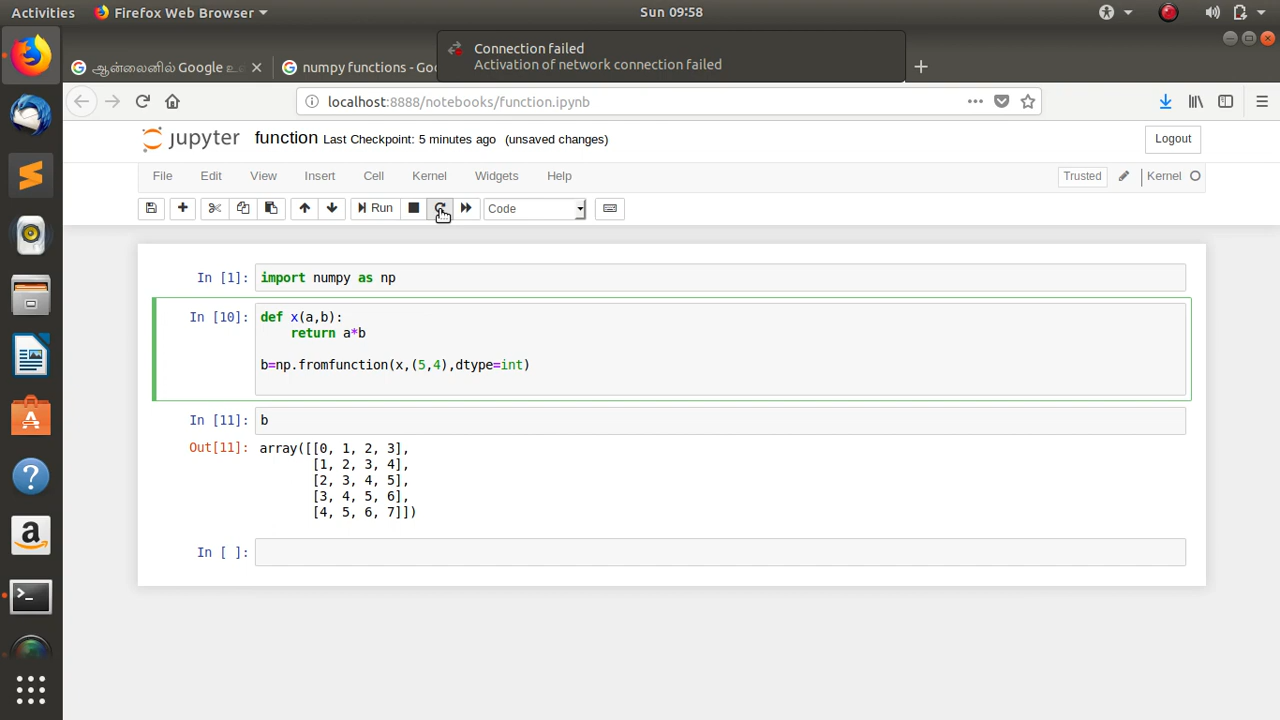 Activities
Firefox Web Browser
Sun 09:58
Connection failed
Activation of network connection failed
ஆன்லைனில் Google
numpy functions - Goo
localhost:8888/notebooks/function.ipynb
jupyter
function Last Checkpoint: 5 minutes ago (unsaved changes)
Logout
File Edit View Insert Cell Kernel Widgets Help
Trusted
Kernel
Run
Code
In [1]: import numpy as np
In [10]: def x(a,b):
return a*b
b=np.fromfunction(x,(5,4),dtype=int)
In [11]: b
Out[11]: array([[0, 1, 2, 3],
[1, 2, 3, 4],
[2, 3, 4, 5],
[3, 4, 5, 6],
[4, 5, 6, 7]])
In [ ]: